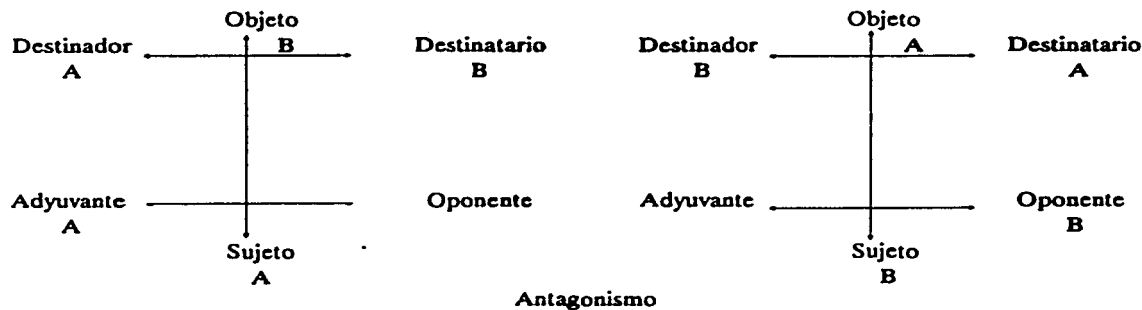 Objeto Objeto
Destinador B Destinatario Destinador A Destinatario
A B B A
Adyuvante Oponente Adyuvante Oponente
A B
Sujeto Sujeto
A B
Antagonismo